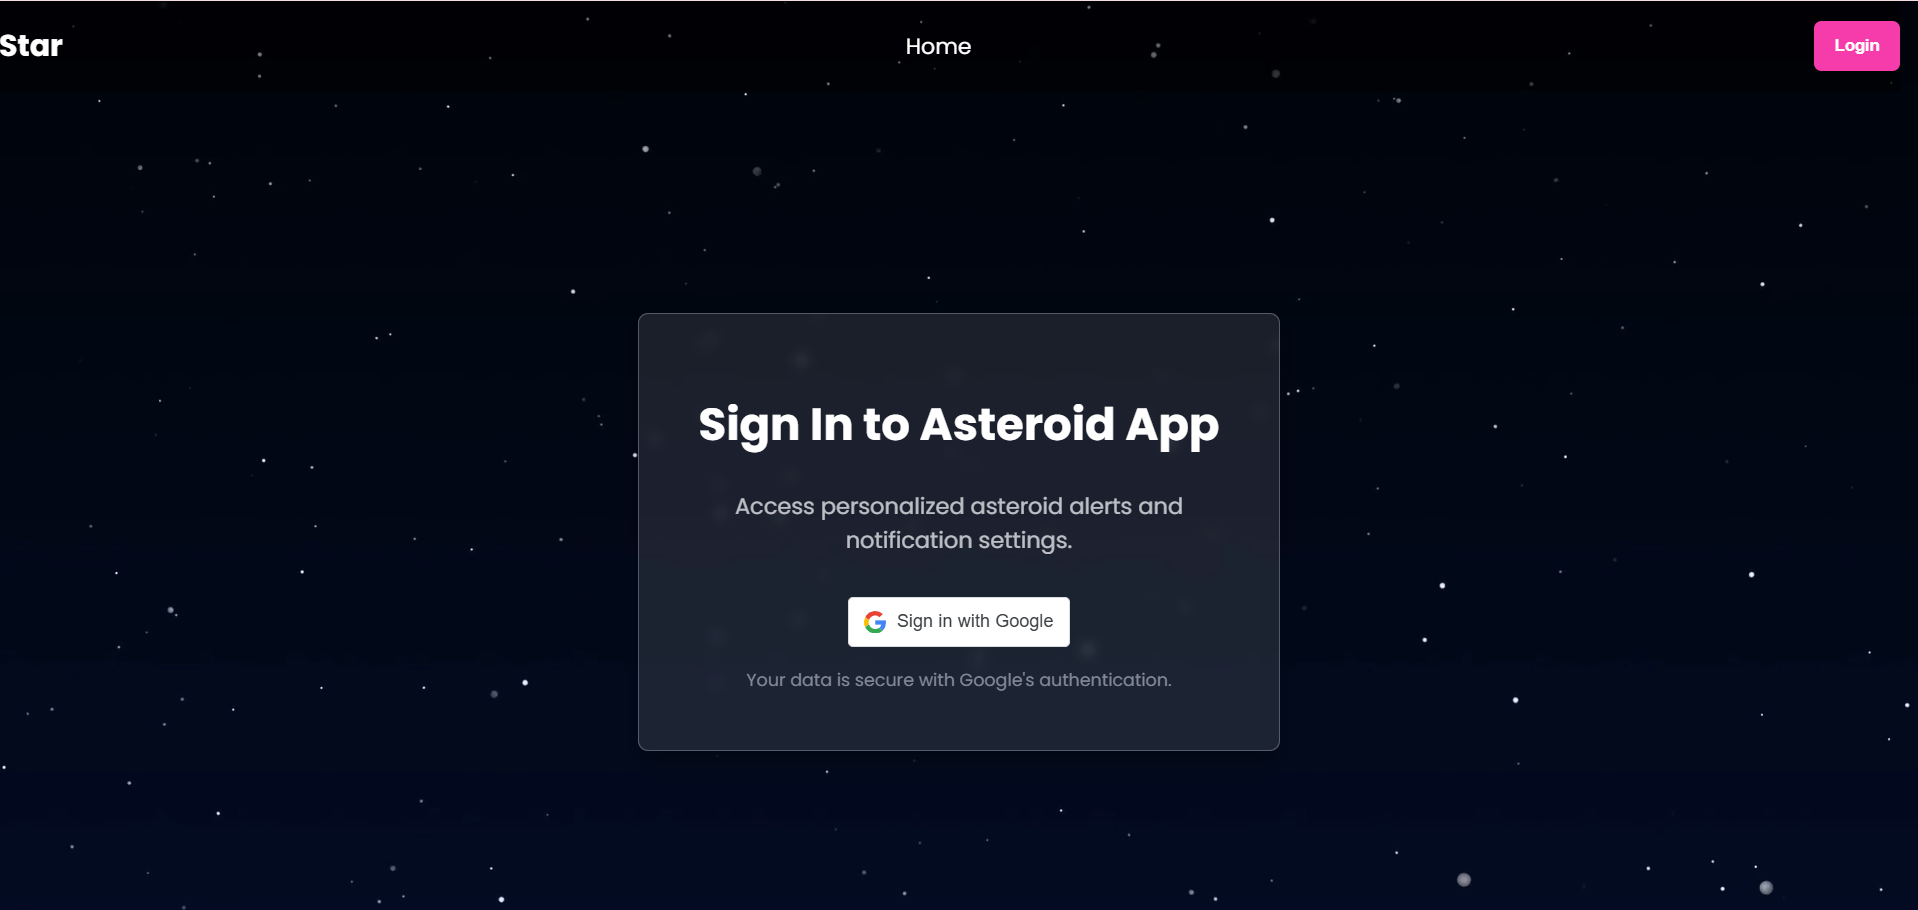 Star
Home
Login
Sign In to Asteroid App
Access personalized asteroid alerts and
notification settings.
Sign in with Google
Your data is secure with Google's authentication.